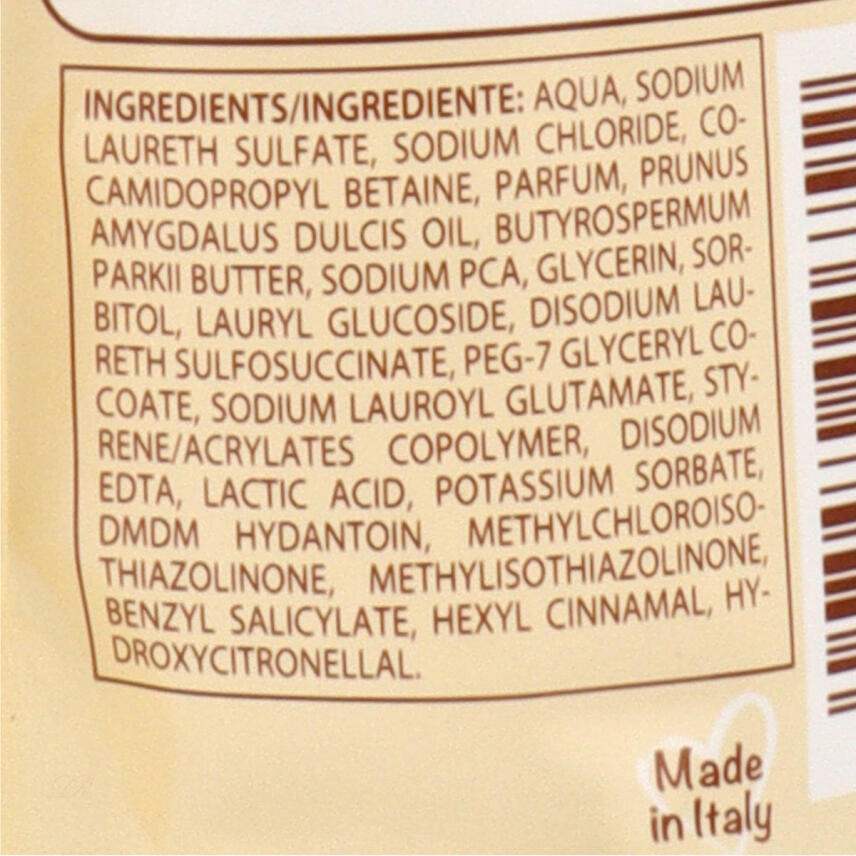 INGREDIENTS/INGREDIENTE: AQUA, SODIUM
LAURETH SULFATE, SODIUM CHLORIDE, CO-
CAMIDOPROPYL BETAINE, PARFUM, PRUNUS
AMYGDALUS DULCIS OIL, BUTYROSPERMUM
PARKII BUTTER, SODIUM PCA, GLYCERIN, SOR-
BITOL, LAURYL GLUCOSIDE, DISODIUM LAU-
RETH SULFOSUCCINATE, PEG-7 GLYCERYL CO-
COATE, SODIUM LAUROYL GLUTAMATE, STY-
RENE/ACRYLATES COPOLYMER, DISODIUM
EDTA, LACTIC ACID, POTASSIUM SORBATE,
DMDM HYDANTOIN, METHYLCHLOROISO-
THIAZOLINONE, METHYLISOTHIAZOLINONE,
BENZYL SALICYLATE, HEXYL CINNAMAL, HY-
DROXYCITRONELLAL.
Made
in Italy